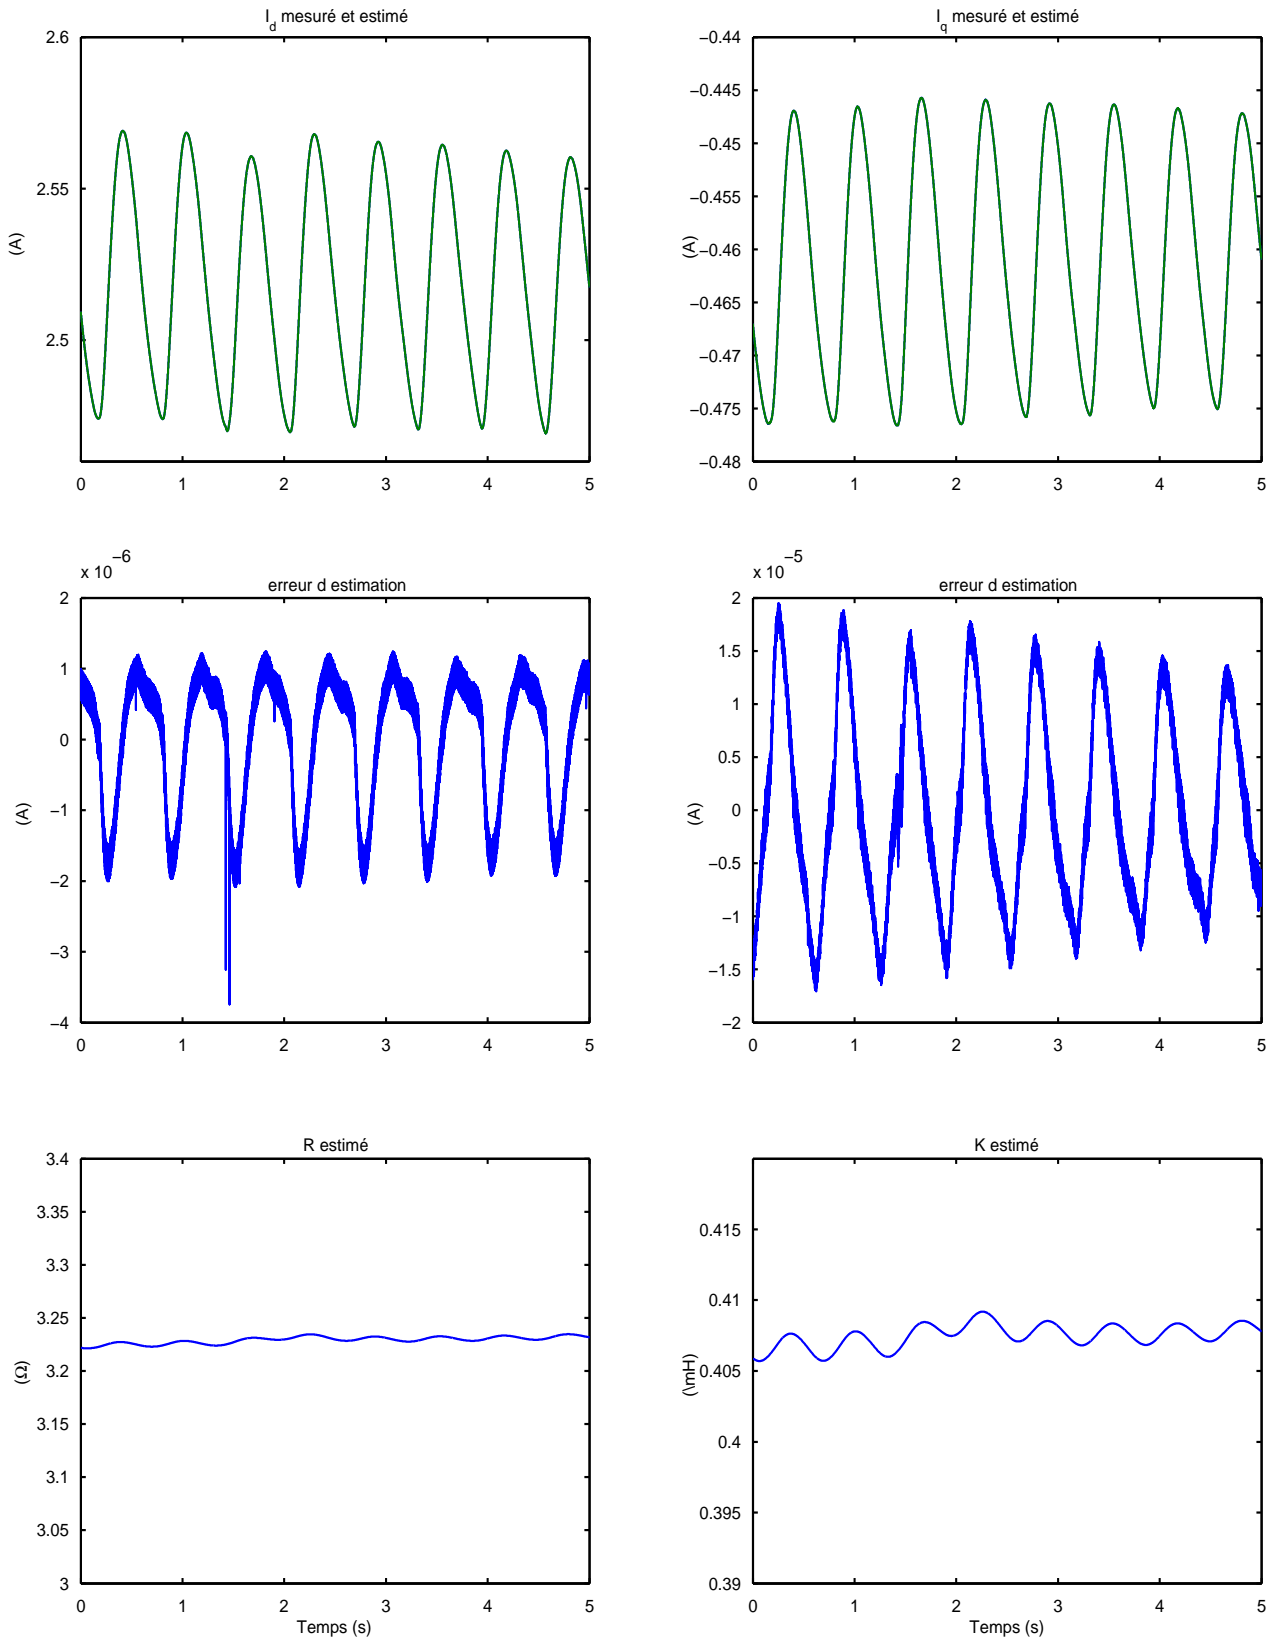 I_d mesuré et estimé
2.6
2.55
2.5
(A)
0 1 2 3 4 5
I_q mesuré et estimé
−0.44
−0.445
−0.45
−0.455
−0.46
−0.465
−0.47
−0.475
−0.48
(A)
0 1 2 3 4 5
x 10^−6
erreur d estimation
2
1
0
−1
−2
−3
−4
(A)
0 1 2 3 4 5
x 10^−5
erreur d estimation
2
1.5
1
0.5
0
−0.5
−1
−1.5
−2
(A)
0 1 2 3 4 5
R estimé
3.4
3.35
3.3
3.25
3.2
3.15
3.1
3.05
3
(Ω)
0 1 2 3 4 5
Temps (s)
K estimé
0.415
0.41
0.405
0.4
0.395
0.39
(\mH)
0 1 2 3 4 5
Temps (s)